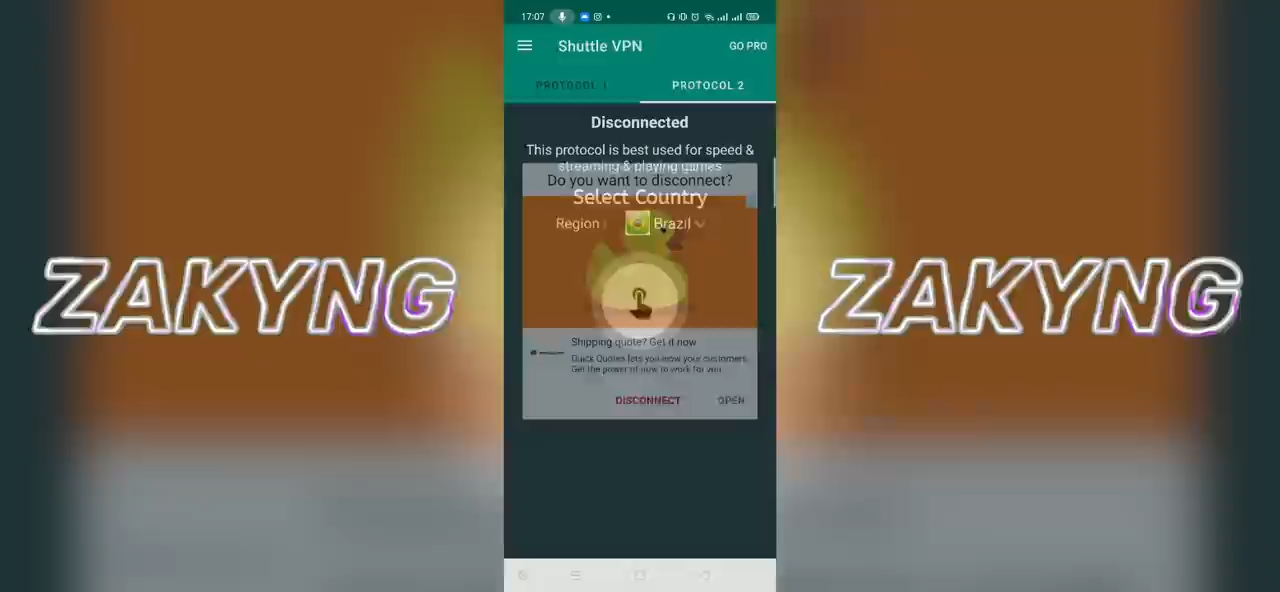 17:07
Shuttle VPN
GO PRO
PROTOCOL 1
PROTOCOL 2
Disconnected
This protocol is best used for speed &
streaming & playing games
Do you want to disconnect?
Select Country
Region :
Brazil
ZAKYNG
ZAKYNG
Shipping quote? Get it now
Quick Quotes lets you know your customers.
Get the power of now to work for you
DISCONNECT
OPEN